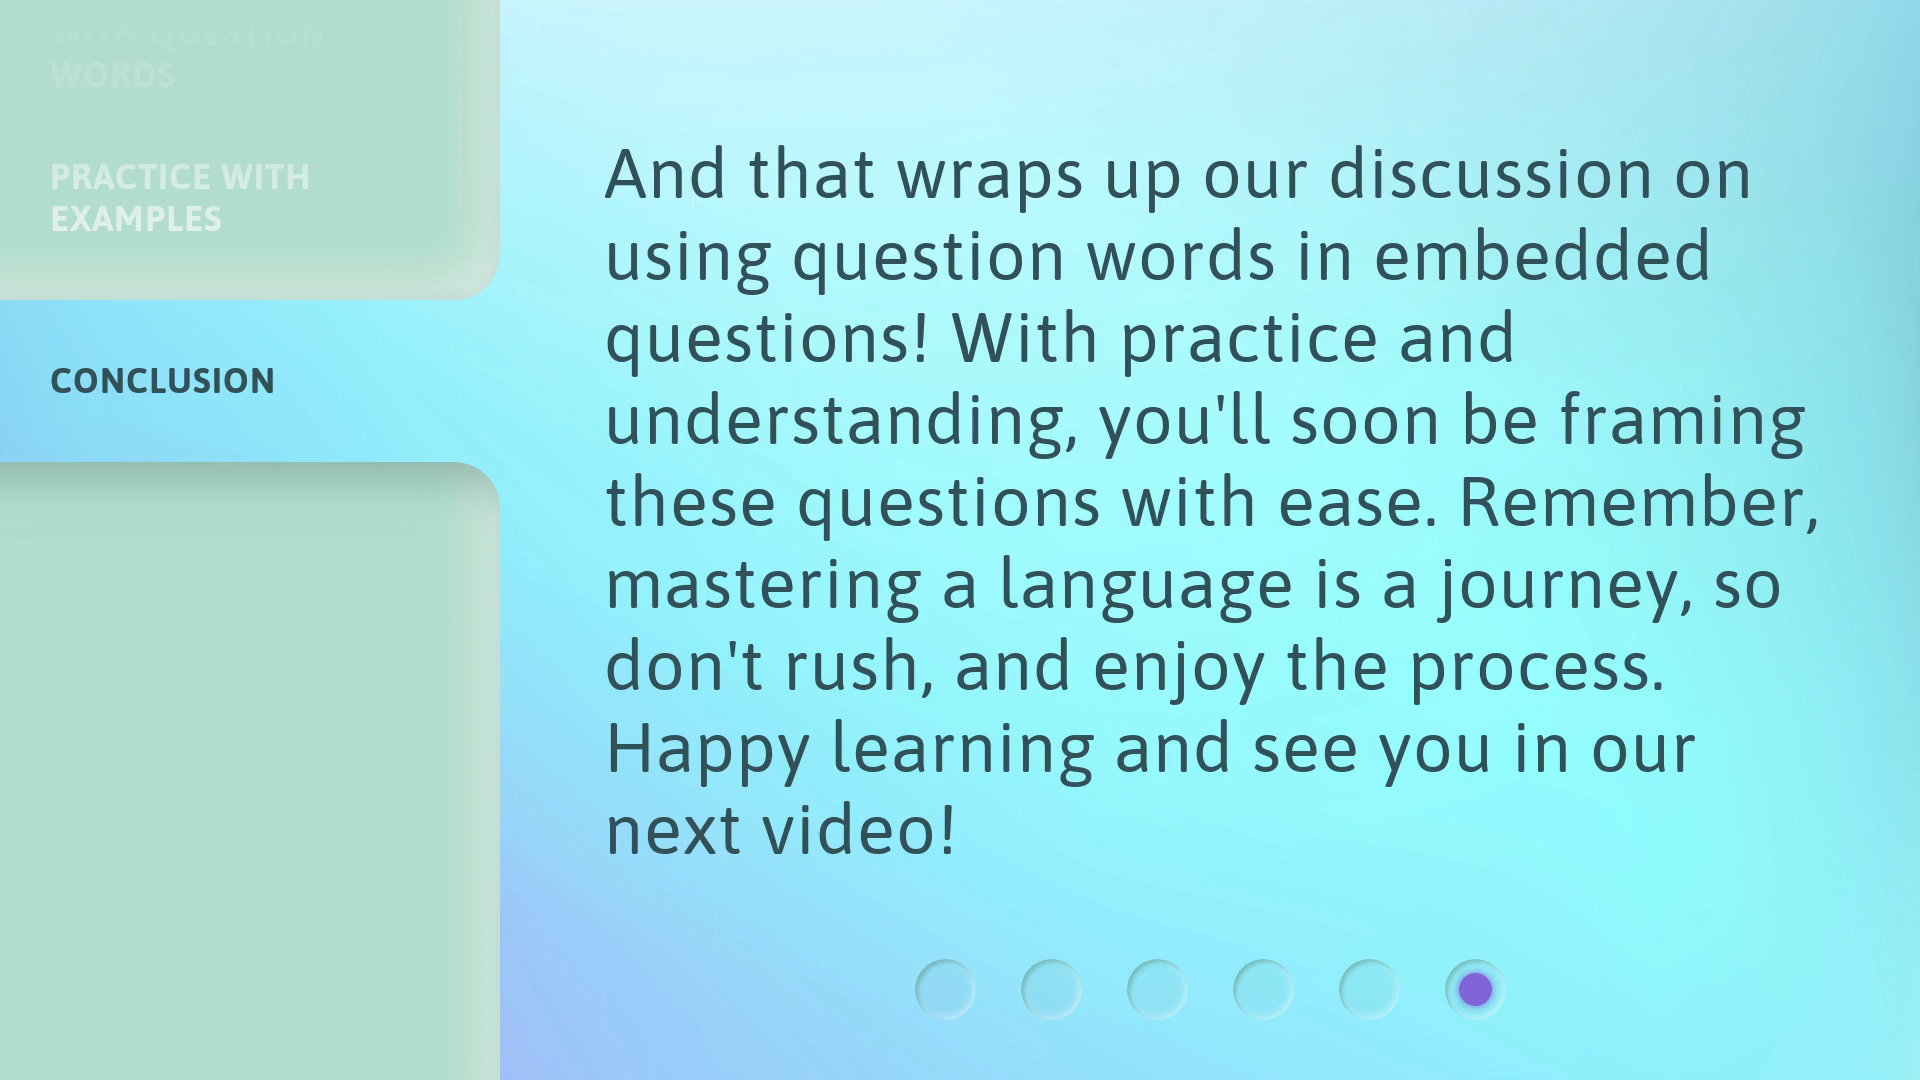 WITH QUESTION
WORDS
PRACTICE WITH
EXAMPLES
CONCLUSION
And that wraps up our discussion on
using question words in embedded
questions! With practice and
understanding, you'll soon be framing
these questions with ease. Remember,
mastering a language is a journey, so
don't rush, and enjoy the process.
Happy learning and see you in our
next video!